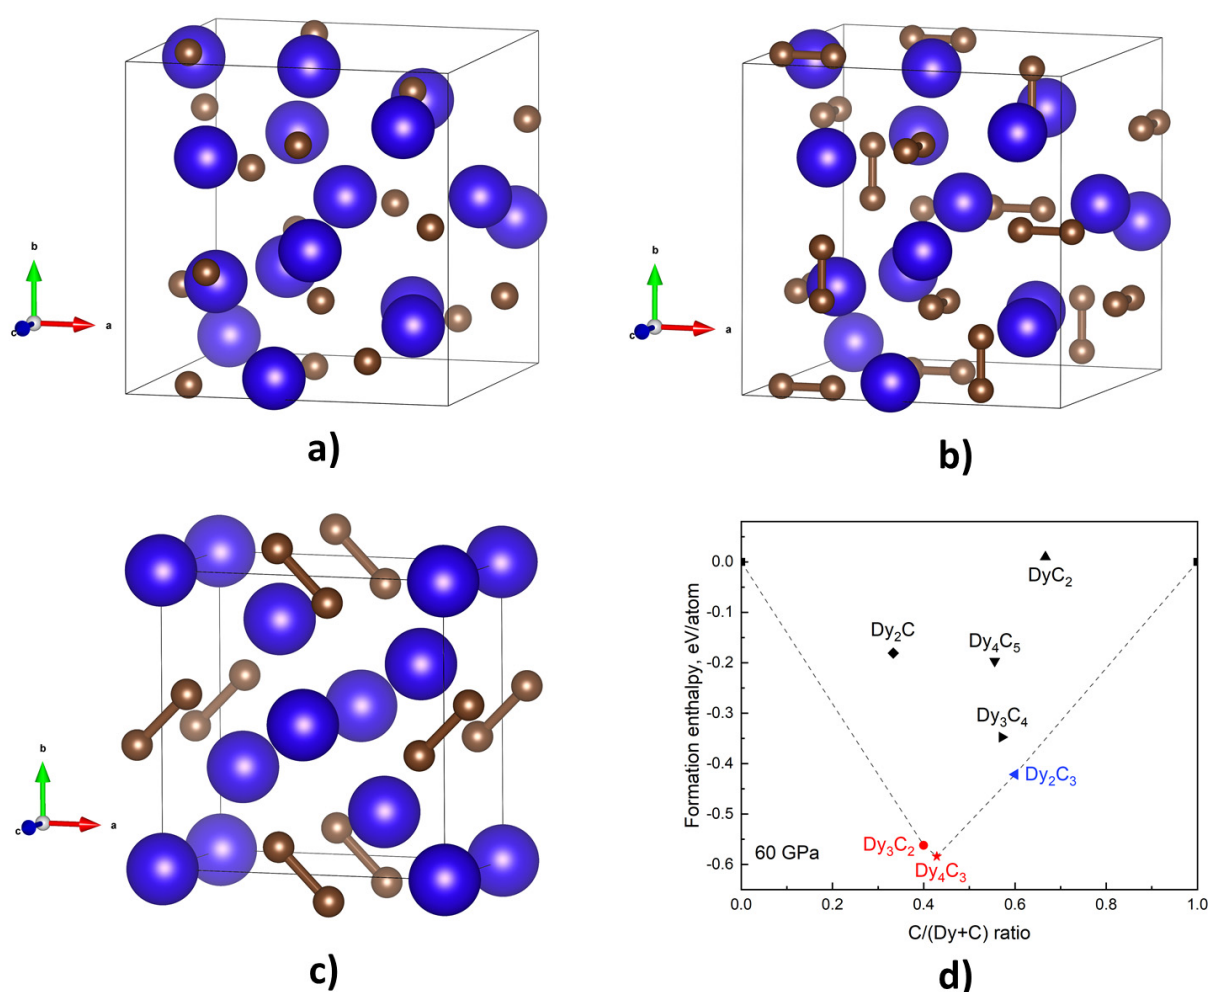 b
a
c
a)
b
a
c
b)
b
a
c
c)
Formation enthalpy, eV/atom
0.0
-0.1
-0.2
-0.3
-0.4
-0.5
-0.6
DyC₂
Dy₂C
Dy₄C₅
Dy₃C₄
Dy₂C₃
Dy₃C₂
Dy₄C₃
60 GPa
0.0 0.2 0.4 0.6 0.8 1.0
C/(Dy+C) ratio
d)